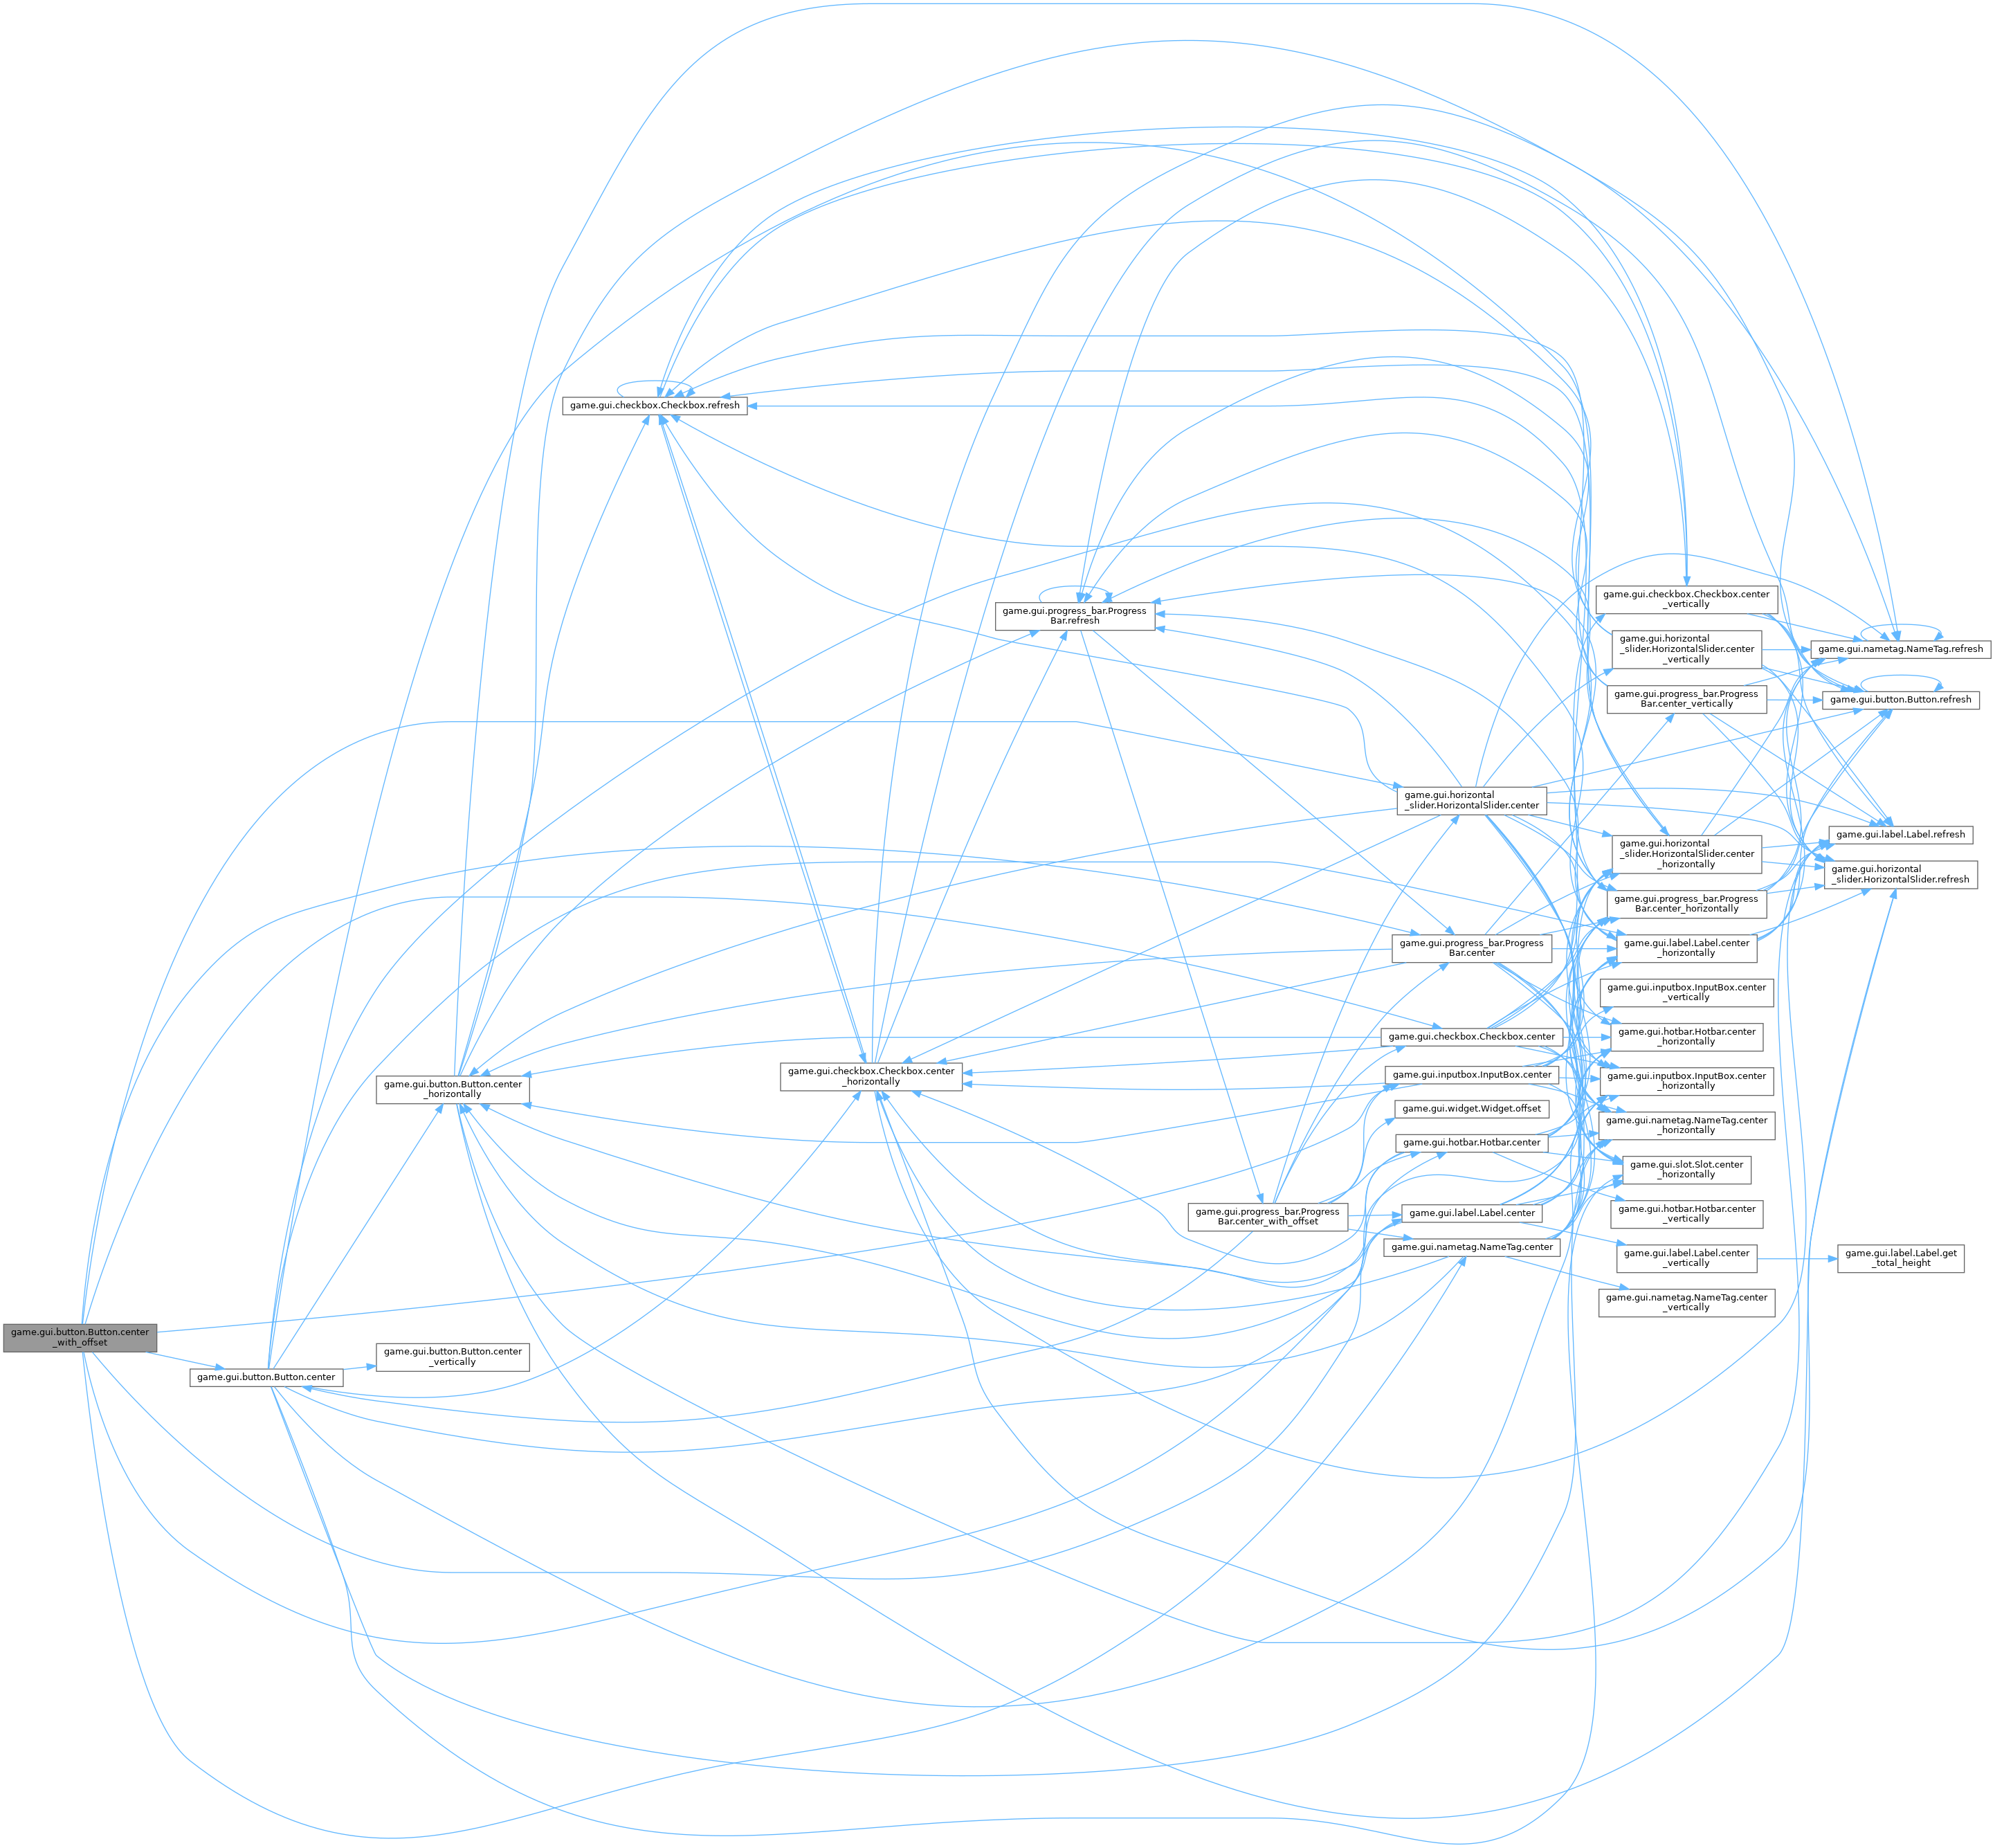 game.gui.checkbox.Checkbox.refresh
game.gui.progress_bar.Progress
Bar.refresh
game.gui.checkbox.Checkbox.center
_vertically
game.gui.horizontal
_slider.HorizontalSlider.center
_vertically
game.gui.nametag.NameTag.refresh
game.gui.progress_bar.Progress
Bar.center_vertically
game.gui.button.Button.refresh
game.gui.horizontal
_slider.HorizontalSlider.center
game.gui.horizontal
_slider.HorizontalSlider.center
_horizontally
game.gui.label.Label.refresh
game.gui.horizontal
_slider.HorizontalSlider.refresh
game.gui.progress_bar.Progress
Bar.center_horizontally
game.gui.progress_bar.Progress
Bar.center
game.gui.label.Label.center
_horizontally
game.gui.inputbox.InputBox.center
_vertically
game.gui.checkbox.Checkbox.center
game.gui.hotbar.Hotbar.center
_horizontally
game.gui.button.Button.center
_horizontally
game.gui.checkbox.Checkbox.center
_horizontally
game.gui.inputbox.InputBox.center
game.gui.inputbox.InputBox.center
_horizontally
game.gui.widget.Widget.offset
game.gui.nametag.NameTag.center
_horizontally
game.gui.hotbar.Hotbar.center
game.gui.slot.Slot.center
_horizontally
game.gui.progress_bar.Progress
Bar.center_with_offset
game.gui.label.Label.center
game.gui.hotbar.Hotbar.center
_vertically
game.gui.nametag.NameTag.center
game.gui.label.Label.center
_vertically
game.gui.label.Label.get
_total_height
game.gui.nametag.NameTag.center
_vertically
game.gui.button.Button.center
_with_offset
game.gui.button.Button.center
_vertically
game.gui.button.Button.center